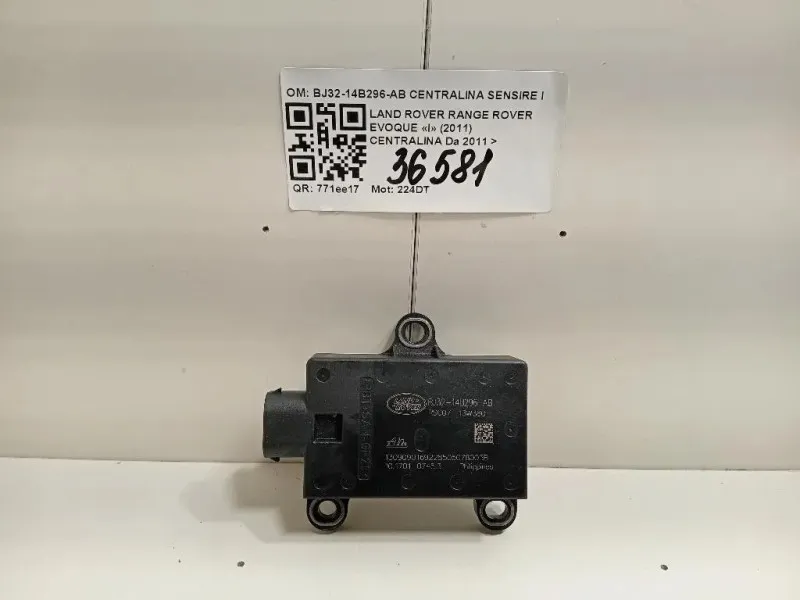 OM: BJ32-14B296-AB CENTRALINA SENSIRE I
LAND ROVER RANGE ROVER
EVOQUE «I» (2011)
CENTRALINA Da 2011 >
36581
QR: 771ee17 Mot: 224DT
BJ32-14B296-AB
Philippines